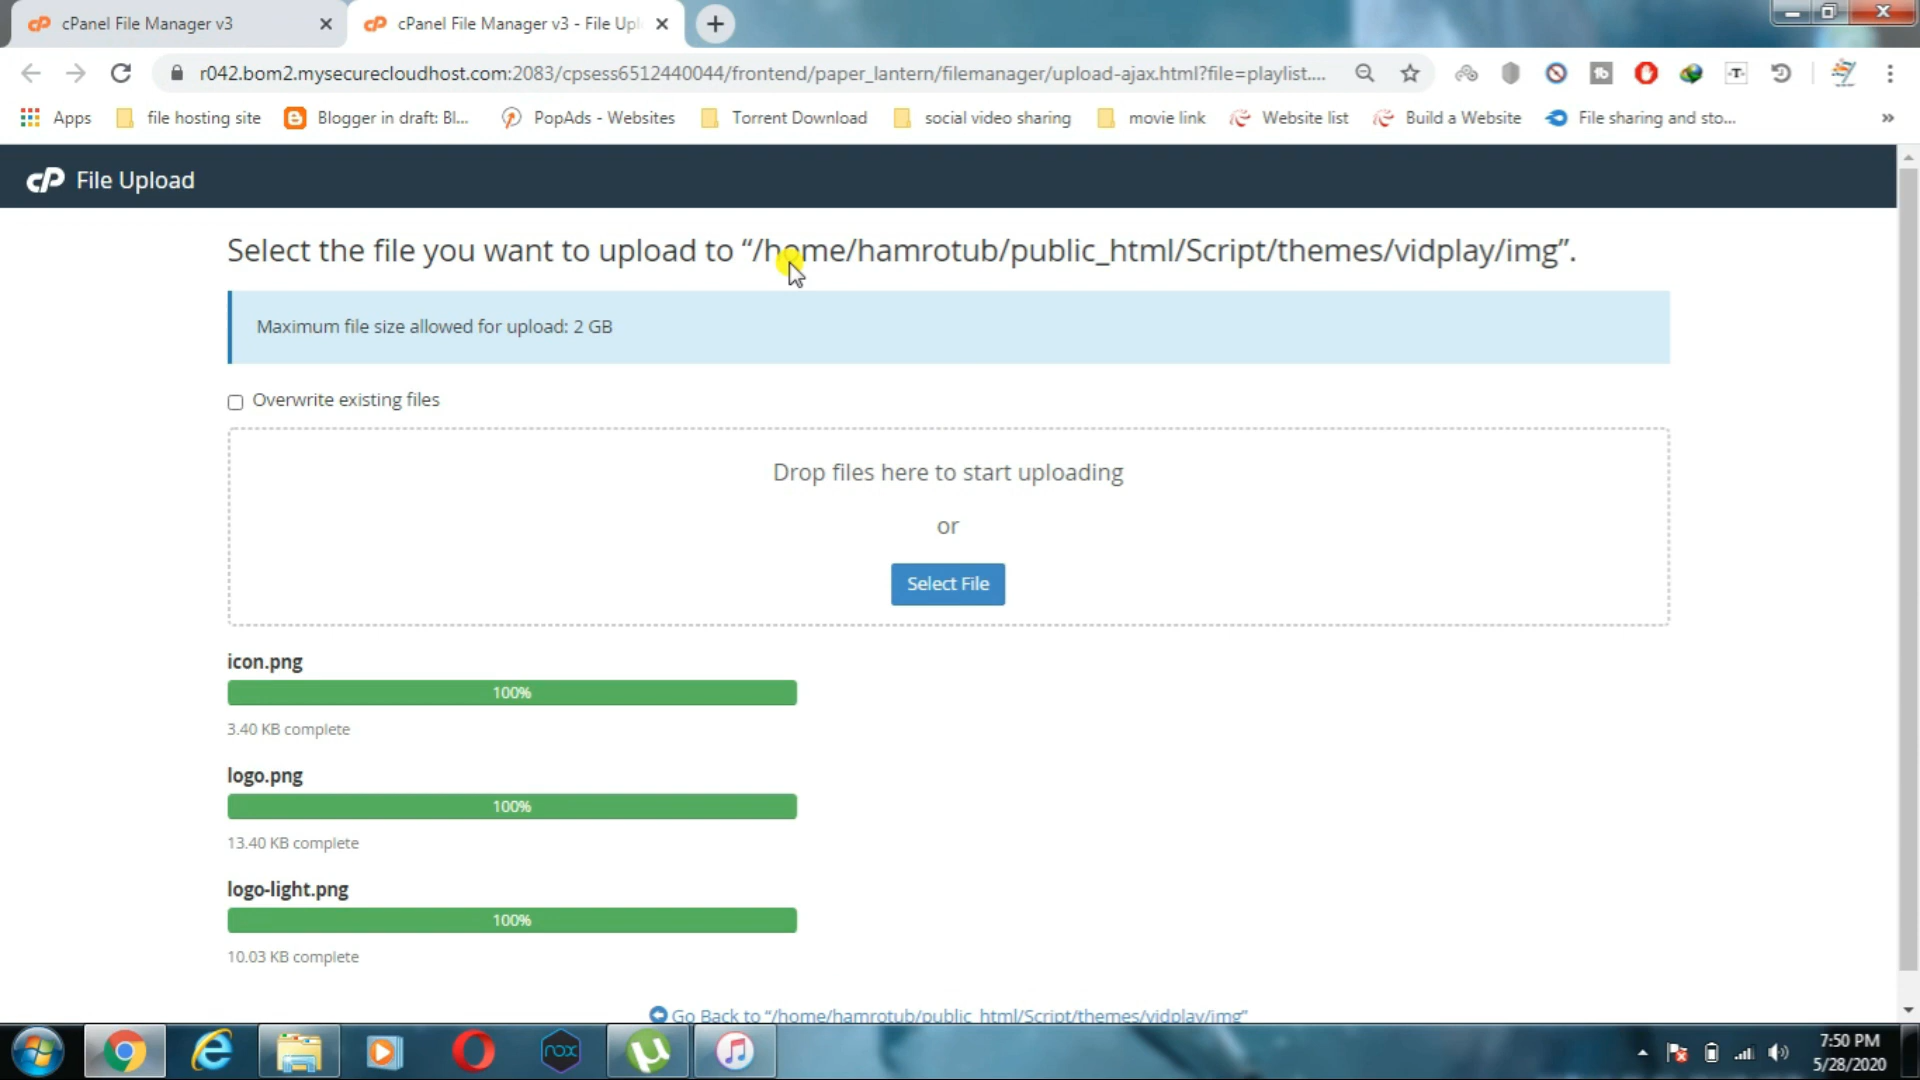 cPanel File Manager v3
cPanel File Manager v3 - File Upl
r042.bom2.mysecurecloudhost.com:2083/cpsess6512440044/frontend/paper_lantern/filemanager/upload-ajax.html?file=playlist....
Apps
file hosting site
Blogger in draft: Bl...
PopAds - Websites
Torrent Download
social video sharing
movie link
Website list
Build a Website
File sharing and sto...
»
cP File Upload
Select the file you want to upload to “/home/hamrotub/public_html/Script/themes/vidplay/img”.
Maximum file size allowed for upload: 2 GB
Overwrite existing files
Drop files here to start uploading
or
Select File
icon.png
100%
3.40 KB complete
logo.png
100%
13.40 KB complete
logo-light.png
100%
10.03 KB complete
Go Back to “/home/hamrotub/public_html/Script/themes/vidplay/img”
nox
7:50 PM
5/28/2020